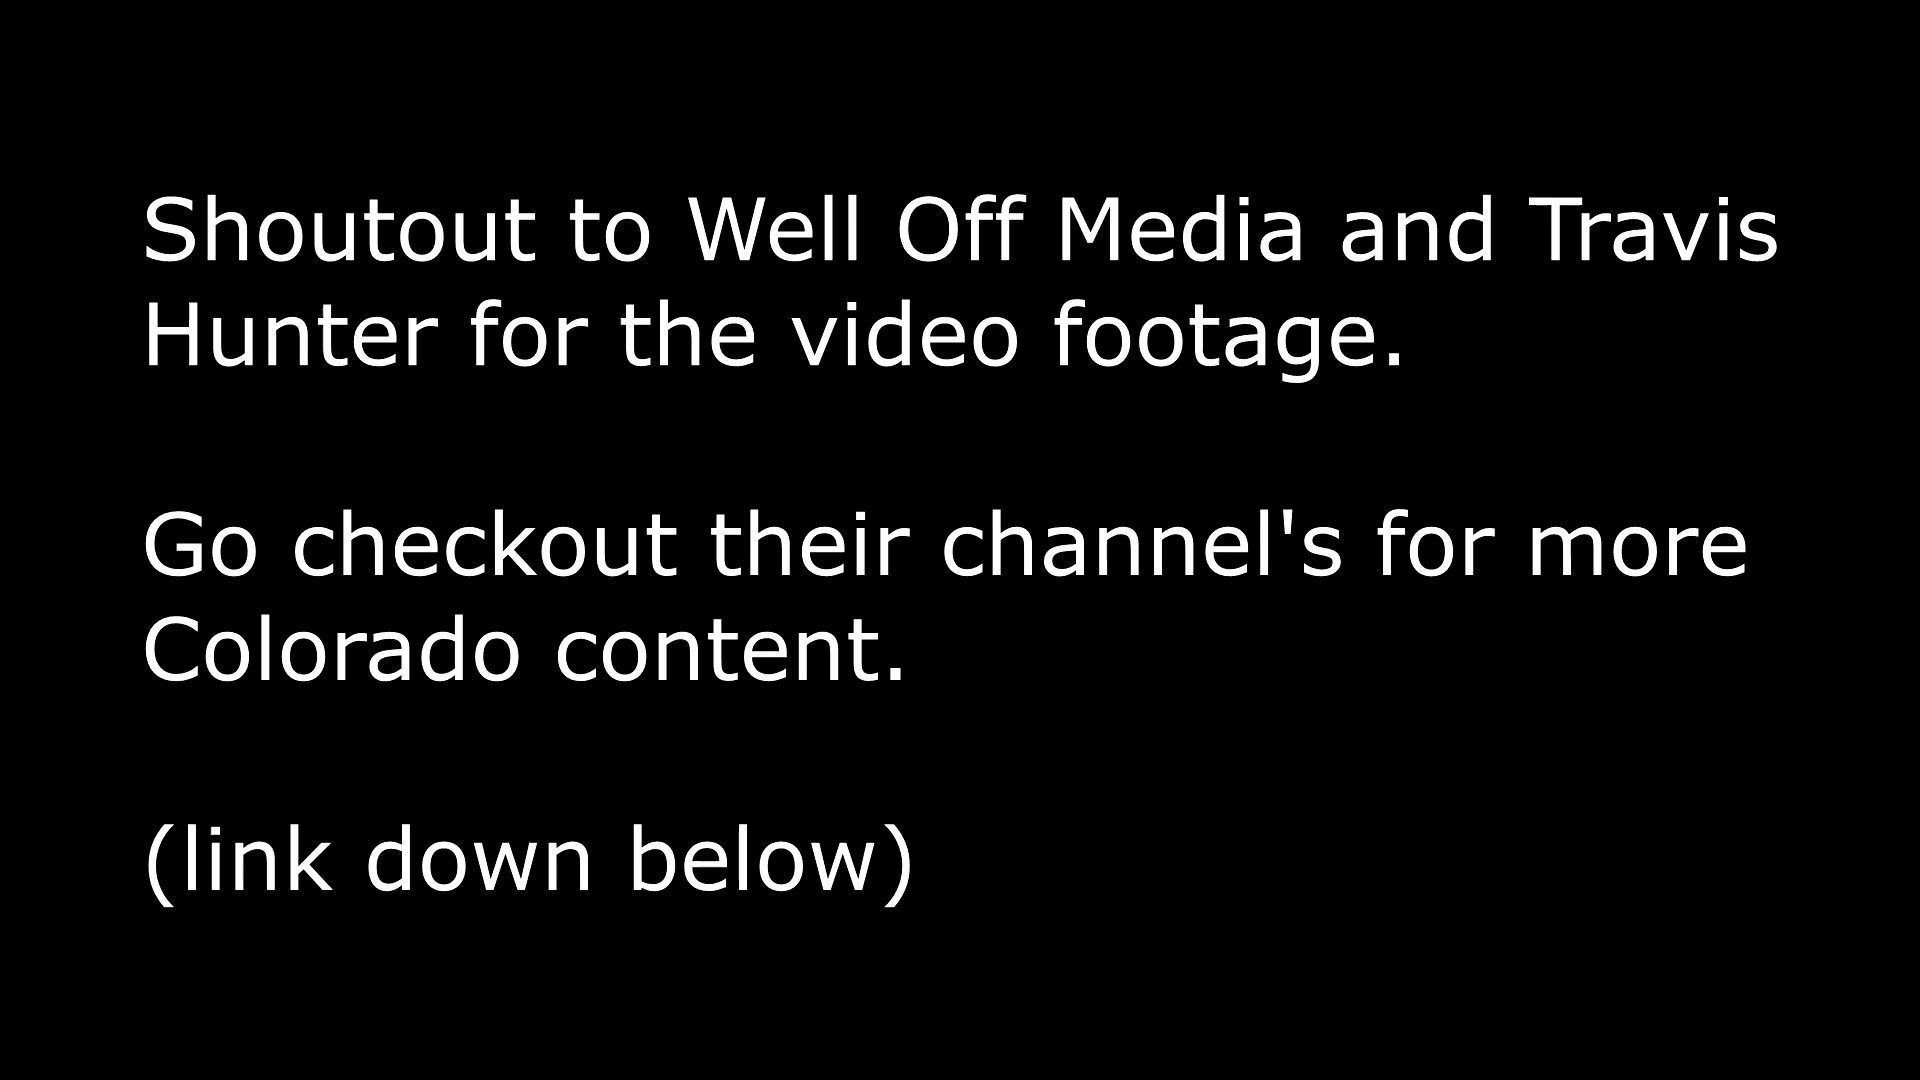 Shoutout to Well Off Media and Travis
Hunter for the video footage.
Go checkout their channel's for more
Colorado content.
(link down below)